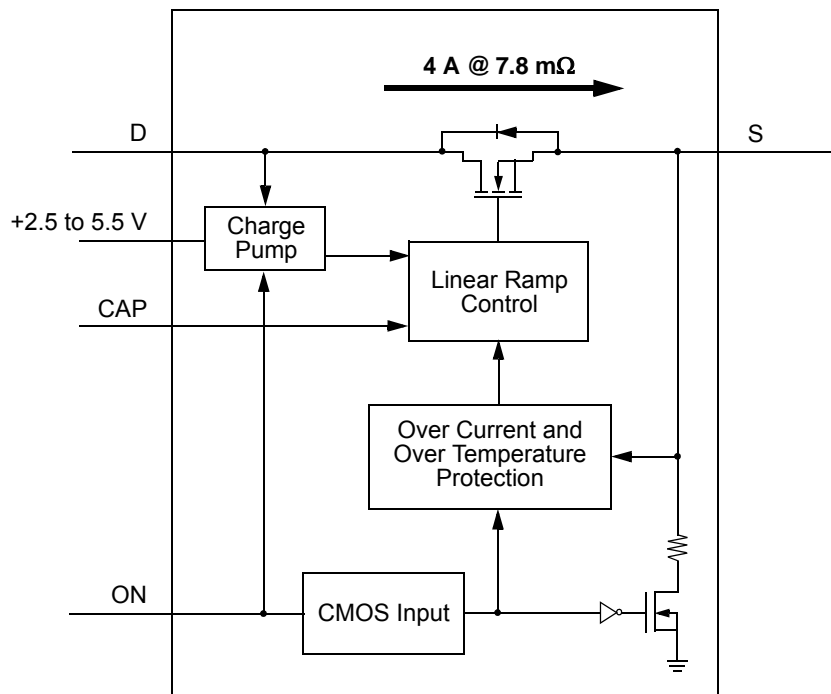 4 A @ 7.8 mΩ
D
S
+2.5 to 5.5 V
Charge
Pump
Linear Ramp
Control
CAP
Over Current and
Over Temperature
Protection
ON
CMOS Input